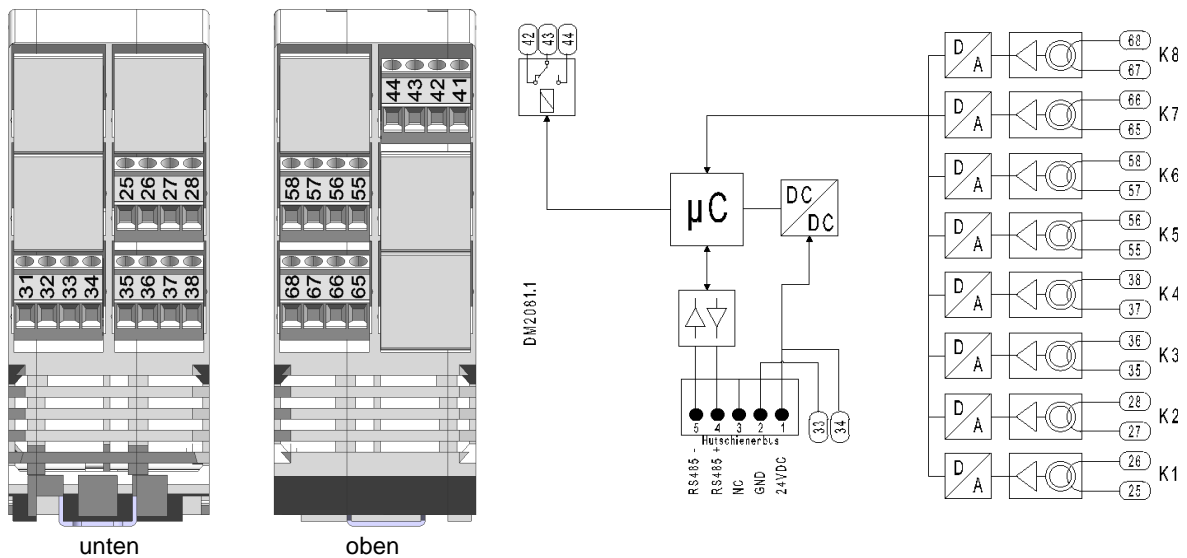 44 43 42 41
25 26 27 28
58 57 56 55
31 32 33 34
35 36 37 38
68 67 66 65
unten
oben
42 43 44
DM2081.1
µC
DC
DC
5 4 3 2 1
Hutschienenbus
RS485 -
RS485 +
NC
GND
24VDC
33
34
D
A
68
67
K8
D
A
66
65
K7
D
A
58
57
K6
D
A
56
55
K5
D
A
38
37
K4
D
A
36
35
K3
D
A
28
27
K2
D
A
26
25
K1